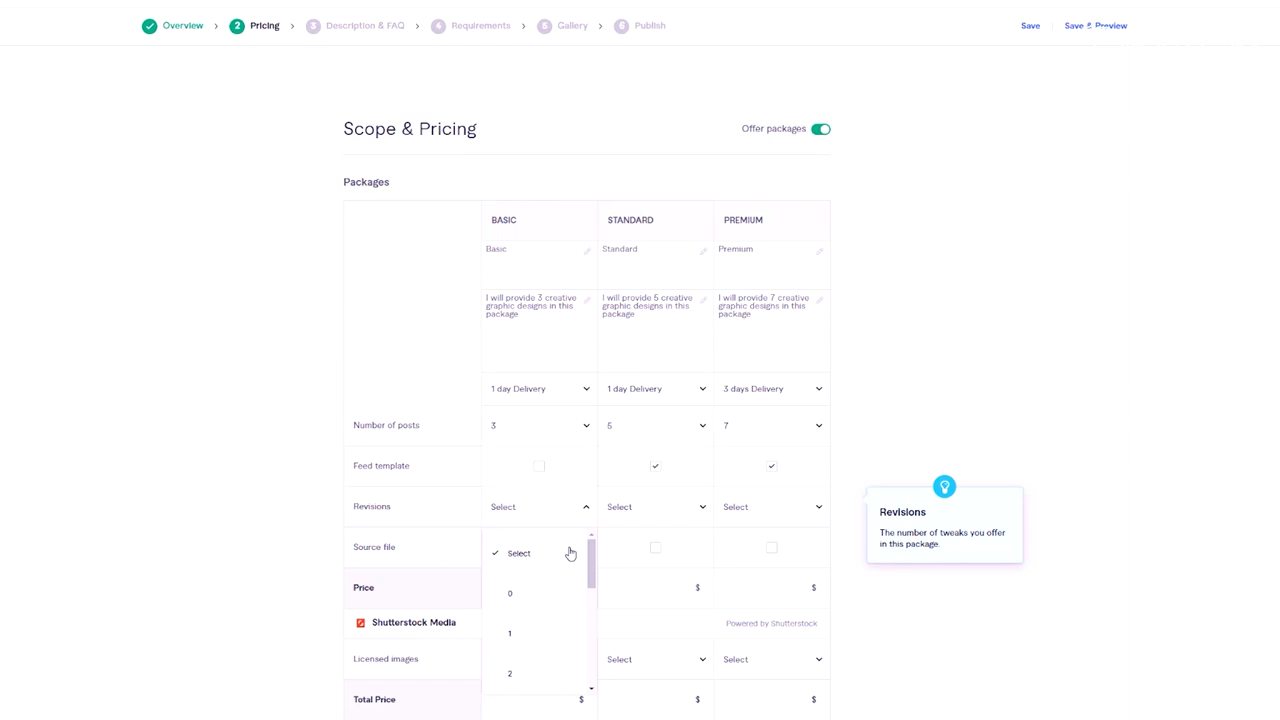 Overview
2 Pricing
3 Description & FAQ
4 Requirements
5 Gallery
6 Publish
Save
Save & Preview
Scope & Pricing
Offer packages
Packages
BASIC
STANDARD
PREMIUM
Basic
Standard
Premium
I will provide 3 creative
graphic designs in this
package
I will provide 5 creative
graphic designs in this
package
I will provide 7 creative
graphic designs in this
package
1 day Delivery
1 day Delivery
3 days Delivery
Number of posts
3
5
7
Feed template
Revisions
Select
Select
Select
Revisions
The number of tweaks you offer
in this package.
Source file
Select
0
1
2
Price
$
$
Shutterstock Media
Powered by Shutterstock
Licensed images
Select
Select
Total Price
$
$
$